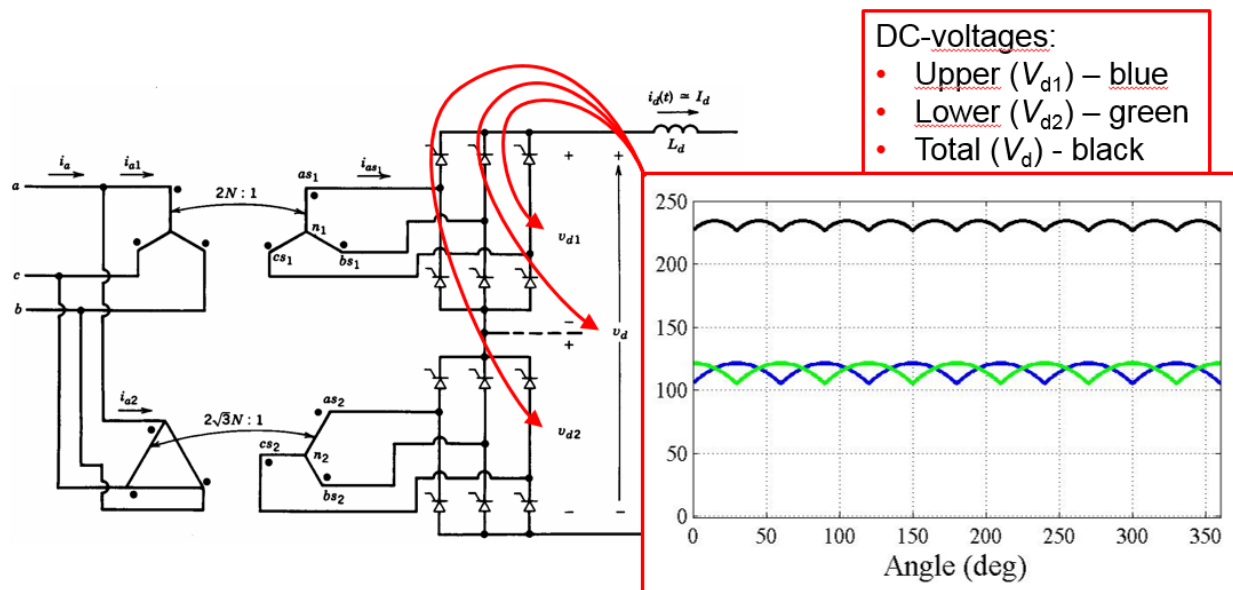 DC-voltages:
• Upper (Vd1) – blue
• Lower (Vd2) – green
• Total (Vd) - black
id(t) ≃ Id
Ld
ia
ia1
a
2N : 1
as1
ias1
n1
cs1
bs1
c
b
+
+
vd1
−
vd
+
ia2
2√3N : 1
as2
cs2
n2
bs2
vd2
−
−
250
200
150
100
50
0
0 50 100 150 200 250 300 350
Angle (deg)